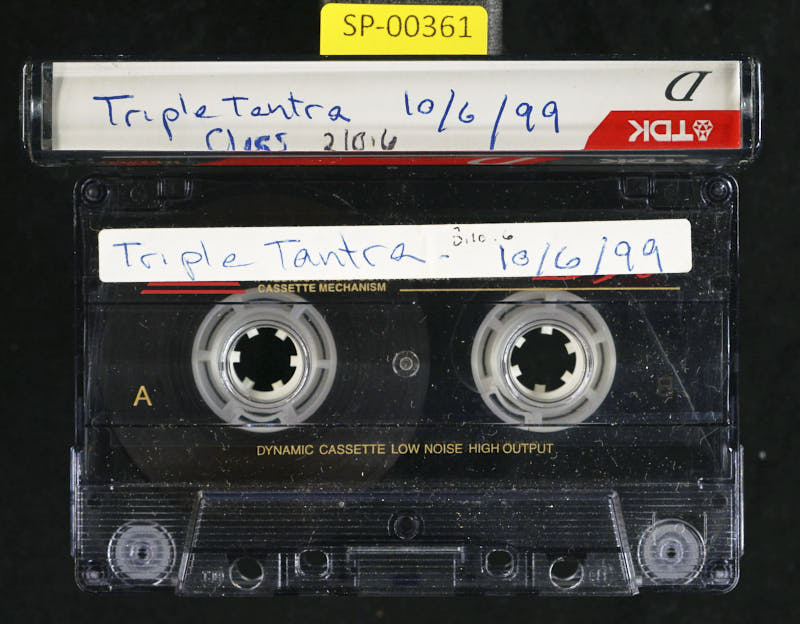 SP-00361
Triple Tantra 10/6/99
Class 2/10.6
D
TDK
Triple Tantra - 3.10.6 10/6/99
CASSETTE MECHANISM
A
B
DYNAMIC CASSETTE LOW NOISE HIGH OUTPUT